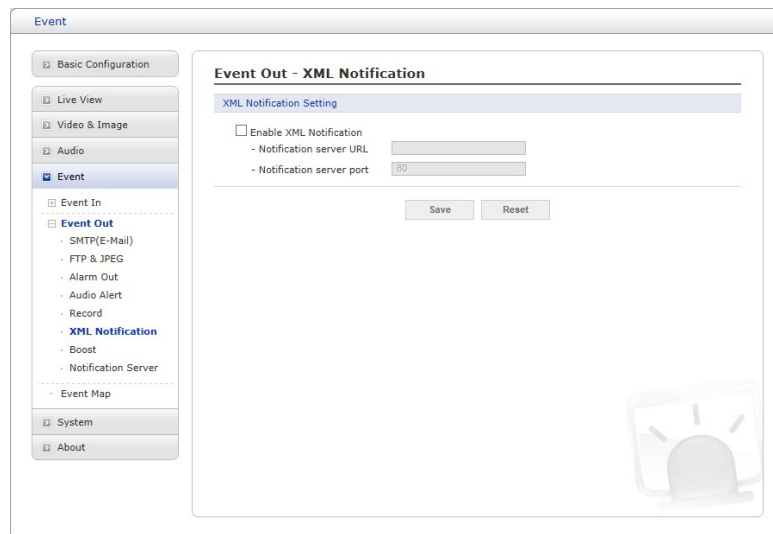 Event
Basic Configuration
Live View
Video & Image
Audio
Event
Event In
Event Out
SMTP(E-Mail)
FTP & JPEG
Alarm Out
Audio Alert
Record
XML Notification
Boost
Notification Server
Event Map
System
About
Event Out - XML Notification
XML Notification Setting
Enable XML Notification
- Notification server URL
- Notification server port 80
Save Reset